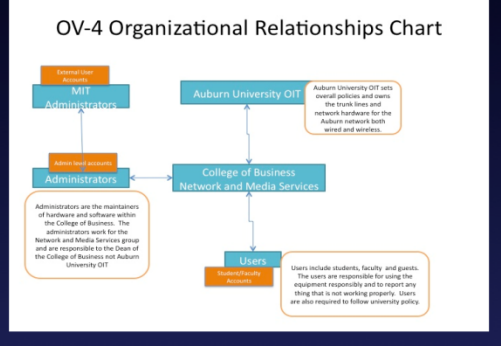 OV-4 Organizational Relationships Chart
External User
Accounts
MIT
Administrators
Auburn University OIT
Auburn University OIT sets
overall policies and owns
the trunk lines and
network hardware for the
Auburn network both
wired and wireless.
Admin level accounts
Administrators
College of Business
Network and Media Services
Administrators are the maintainers
of hardware and software within
the College of Business. The
administrators work for the
Network and Media Services group
and are responsible to the Dean of
the College of Business not Auburn
University OIT
Users
Student/Faculty
Accounts
Users include students, faculty and guests.
The users are responsible for using the
equipment responsibly and to report any
thing that is not working properly. Users
are also required to follow university policy.